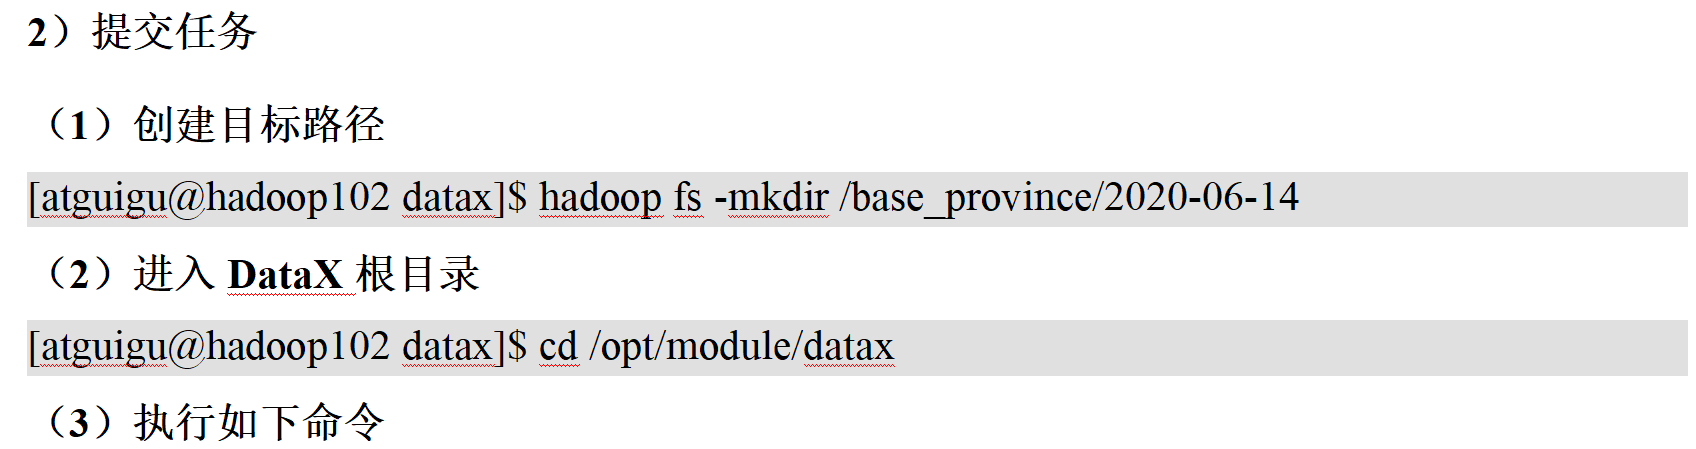 2）提交任务
（1）创建目标路径
[atguigu@hadoop102 datax]$ hadoop fs -mkdir /base_province/2020-06-14
（2）进入 DataX 根目录
[atguigu@hadoop102 datax]$ cd /opt/module/datax
（3）执行如下命令